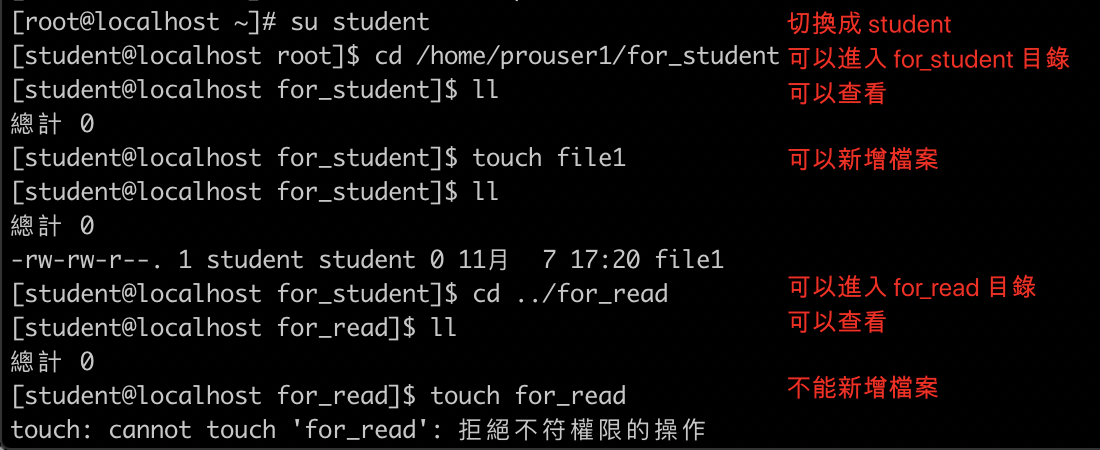 [root@localhost ~]# su student 切換成 student
[student@localhost root]$ cd /home/prouser1/for_student 可以進入 for_student 目錄
[student@localhost for_student]$ ll 可以查看
總計 0
[student@localhost for_student]$ touch file1 可以新增檔案
[student@localhost for_student]$ ll
總計 0
-rw-rw-r--. 1 student student 0 11月  7 17:20 file1
[student@localhost for_student]$ cd ../for_read 可以進入 for_read 目錄
[student@localhost for_read]$ ll 可以查看
總計 0
[student@localhost for_read]$ touch for_read 不能新增檔案
touch: cannot touch 'for_read': 拒絕不符權限的操作